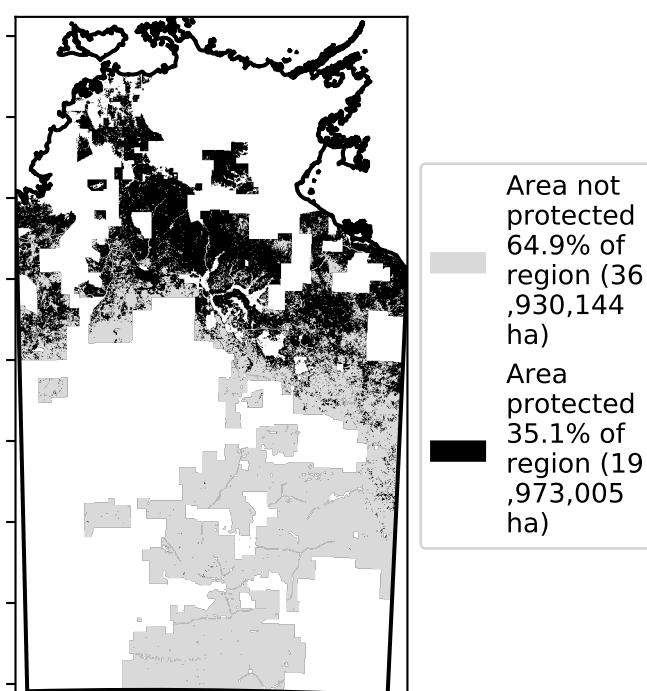 Area not
protected
64.9% of
region (36
,930,144
ha)
Area
protected
35.1% of
region (19
,973,005
ha)